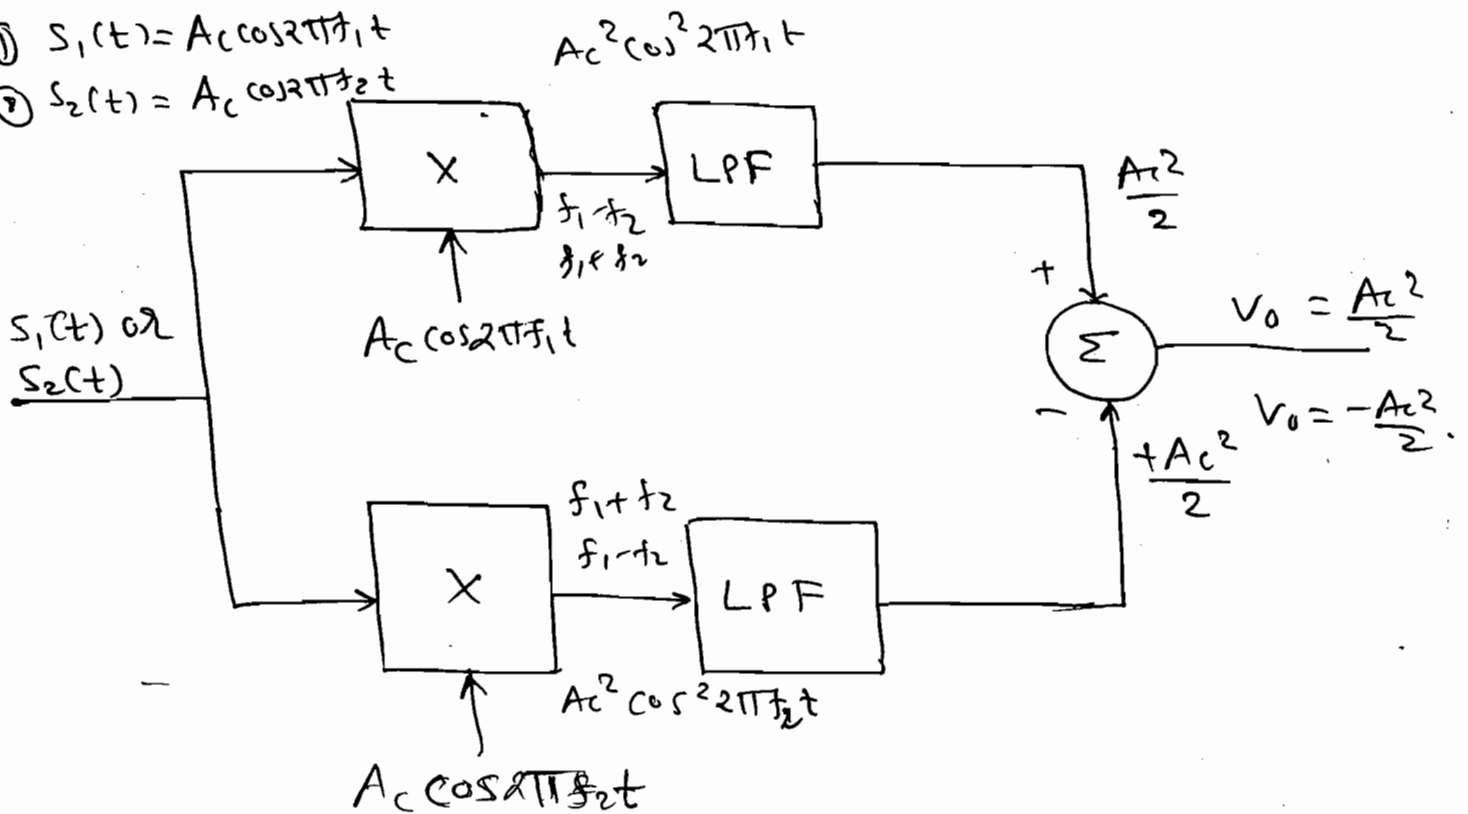 ① S₁(t) = Ac cos2πf₁t
② S₂(t) = Ac cos2πf₂t
Ac² cos² 2πf₁t
X
LPF
f₁-f₂
f₁+f₂
Ac²/2
Ac cos2πf₁t
S₁(t) or
S₂(t)
+
Σ
-
V₀ = Ac²/2
V₀ = -Ac²/2.
+Ac²/2
f₁+f₂
f₁-f₂
X
LPF
Ac² cos² 2πf₂t
Ac cos2πf₂t